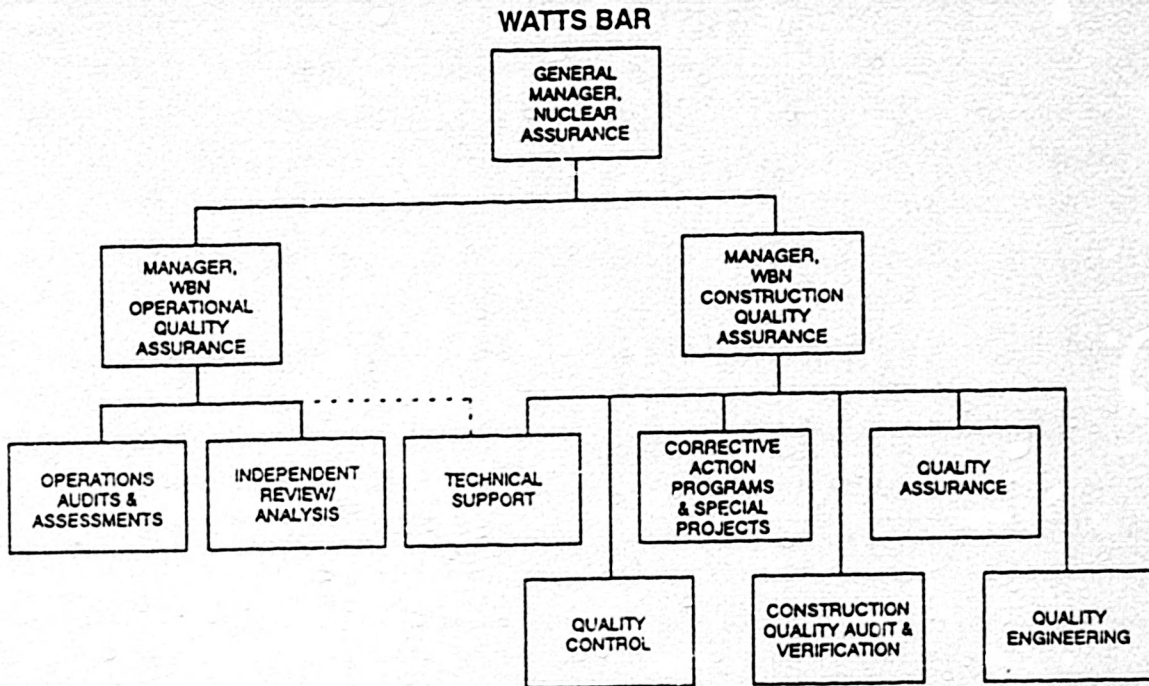 WATTS BAR
GENERAL
MANAGER,
NUCLEAR
ASSURANCE
MANAGER,
WBN
OPERATIONAL
QUALITY
ASSURANCE
MANAGER,
WBN
CONSTRUCTION
QUALITY
ASSURANCE
OPERATIONS
AUDITS &
ASSESSMENTS
INDEPENDENT
REVIEW/
ANALYSIS
TECHNICAL
SUPPORT
CORRECTIVE
ACTION
PROGRAMS
& SPECIAL
PROJECTS
QUALITY
ASSURANCE
QUALITY
CONTROL
CONSTRUCTION
QUALITY AUDIT &
VERIFICATION
QUALITY
ENGINEERING